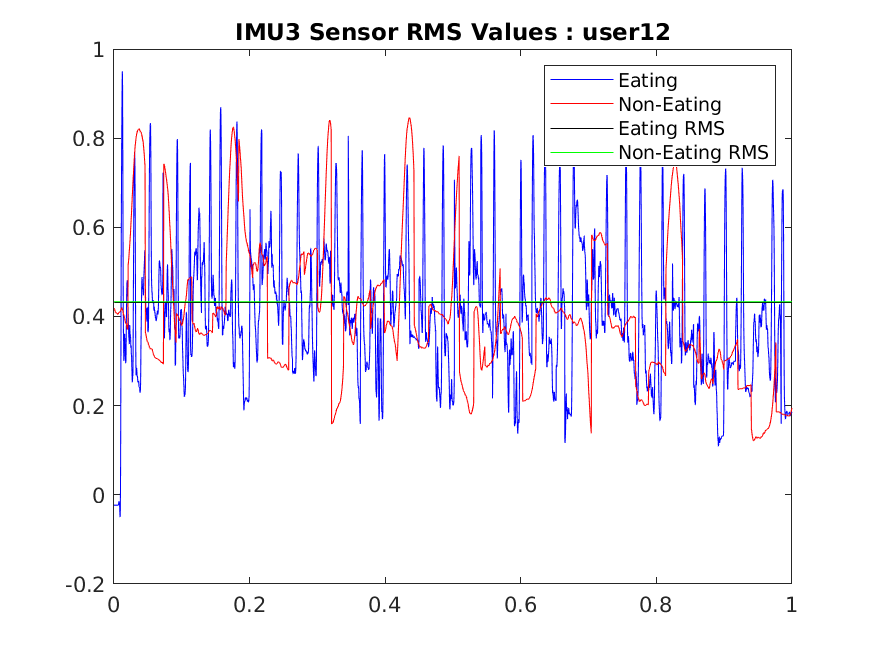 IMU3 Sensor RMS Values : user12
1
0.8
0.6
0.4
0.2
0
-0.2
0 0.2 0.4 0.6 0.8 1
Eating
Non-Eating
Eating RMS
Non-Eating RMS